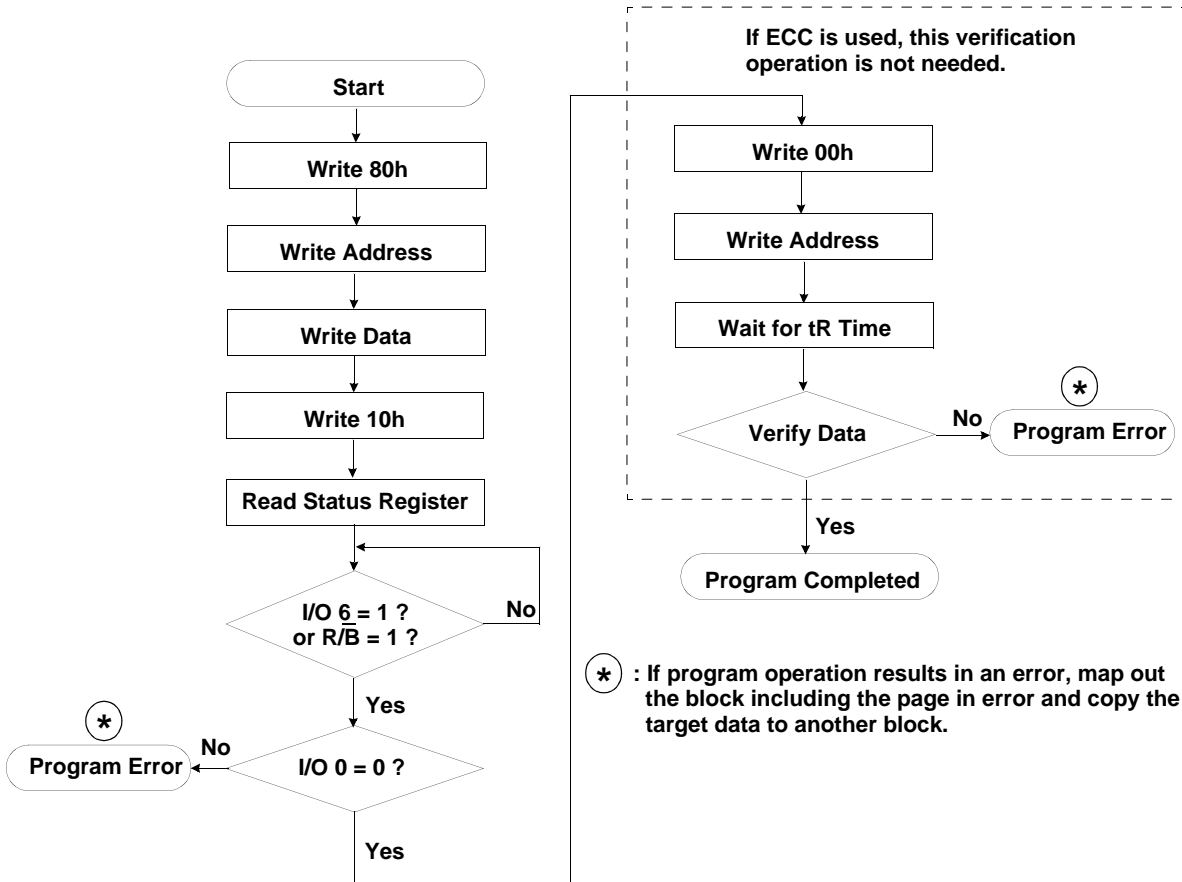 Start
Write 80h
Write Address
Write Data
Write 10h
Read Status Register
I/O 6 = 1 ?
or R/B̅ = 1 ?
No
Yes
*
No
Program Error
I/O 0 = 0 ?
Yes
If ECC is used, this verification
operation is not needed.
Write 00h
Write Address
Wait for tR Time
*
Verify Data
No
Program Error
Yes
Program Completed
* : If program operation results in an error, map out
the block including the page in error and copy the
target data to another block.